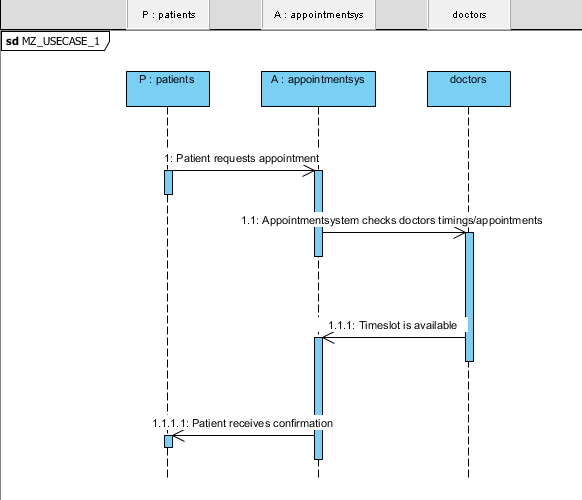 P : patients
A : appointmentsys
doctors
sd MZ_USECASE_1
P : patients
A : appointmentsys
doctors
1: Patient requests appointment
1.1: Appointmentsystem checks doctors timings/appointments
1.1.1: Timeslot is available
1.1.1.1: Patient receives confirmation